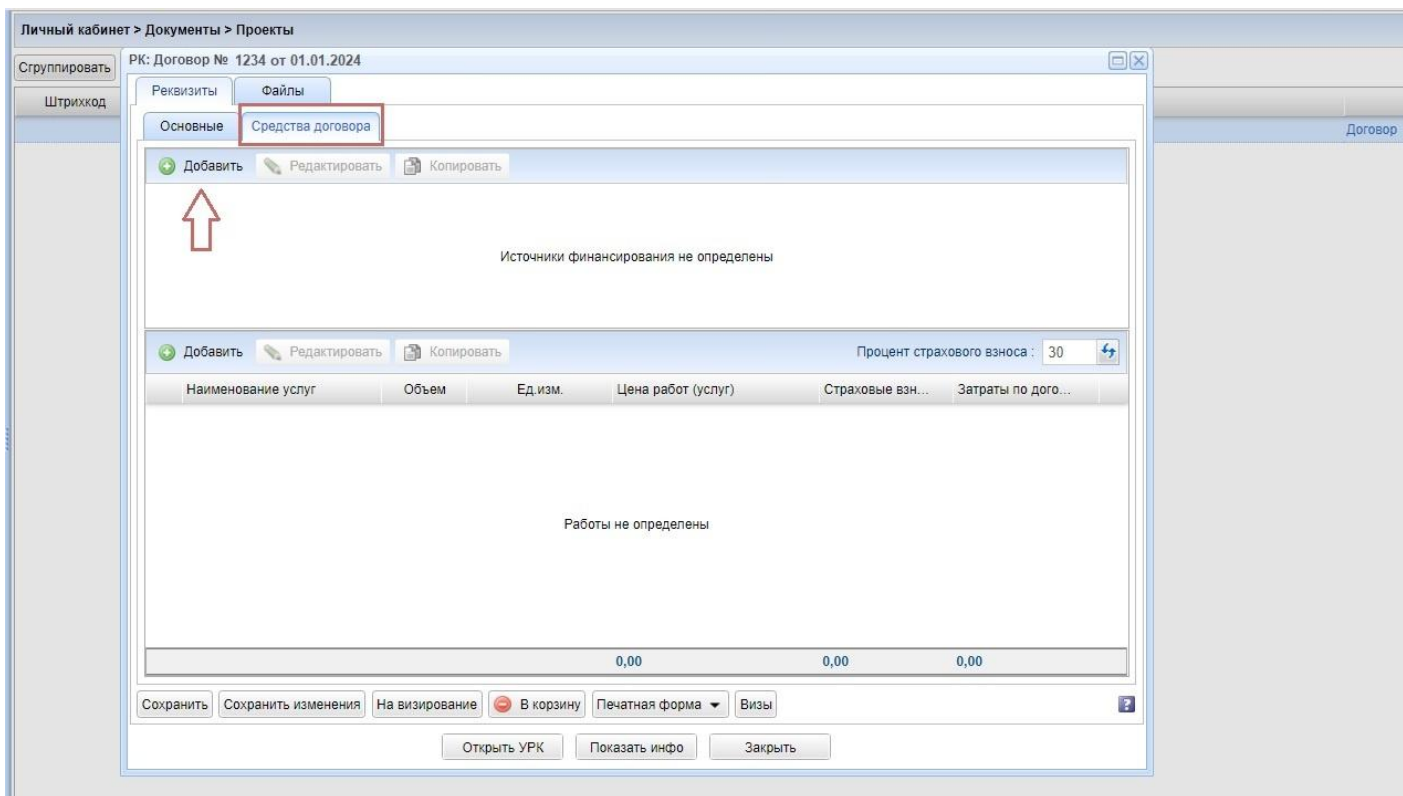 Личный кабинет > Документы > Проекты
Сгруппировать
РК: Договор № 1234 от 01.01.2024
Штрихкод
Реквизиты Файлы
Основные Средства договора
Договор
Добавить Редактировать Копировать
Источники финансирования не определены
Добавить Редактировать Копировать Процент страхового взноса : 30
Наименование услуг Объем Ед.изм. Цена работ (услуг) Страховые взн... Затраты по дого...
Работы не определены
0,00 0,00 0,00
Сохранить Сохранить изменения На визирование В корзину Печатная форма Визы ?
Открыть УРК Показать инфо Закрыть